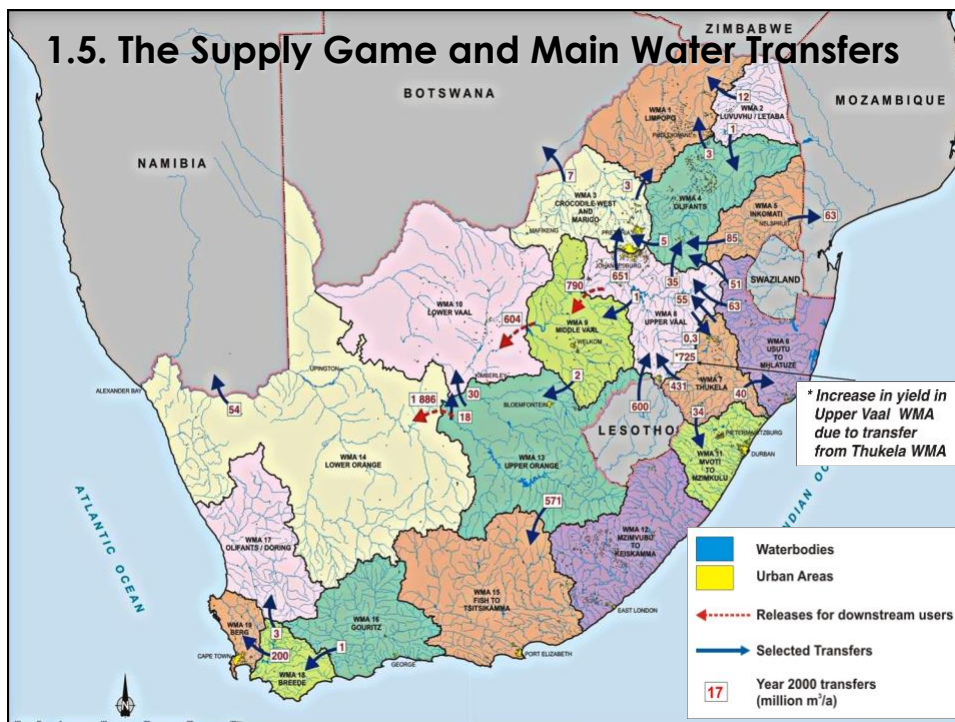 1.5. The Supply Game and Main Water Transfers
ZIMBABWE
BOTSWANA
MOZAMBIQUE
NAMIBIA
12
WMA 2
LUVUVHU / LETABA
WMA 1
LIMPOPO
1
3
7
3
WMA 3
CROCODILE WEST
AND
MARICO
WMA 4
OLIFANTS
WMA 5
INKOMATI
NELSPRUIT
63
MAFIKENG
5
85
JOHANNESBURG
651
35
51
SWAZILAND
790
55
63
WMA 10
LOWER VAAL
1
WMA 8
UPPER VAAL
604
WMA 9
MIDDLE VAAL
WELKOM
0,3
*725
WMA 6
USUTU
TO
MHLATUZE
UPINGTON
KIMBERLEY
2
WMA 7
THUKELA
ALEXANDER BAY
54
1 886
30
18
BLOEMFONTEIN
600
431
40
34
* Increase in yield in
Upper Vaal WMA
due to transfer
from Thukela WMA
LESOTHO
PIETERMARITZBURG
DURBAN
WMA 14
LOWER ORANGE
WMA 13
UPPER ORANGE
WMA 11
MVOTI
TO
MZIMKULU
571
ATLANTIC OCEAN
INDIAN OC
WMA 17
OLIFANTS / DORING
WMA 12
MZIMVUBU
TO
KEISKAMMA
WMA 15
FISH TO
TSITSIKAMMA
EAST LONDON
WMA 19
BERG
3
WMA 16
GOURITZ
CAPE TOWN
200
1
WMA 18
BREEDE
GEORGE
PORT ELIZABETH
Waterbodies
Urban Areas
Releases for downstream users
Selected Transfers
17
Year 2000 transfers
(million m³/a)
N